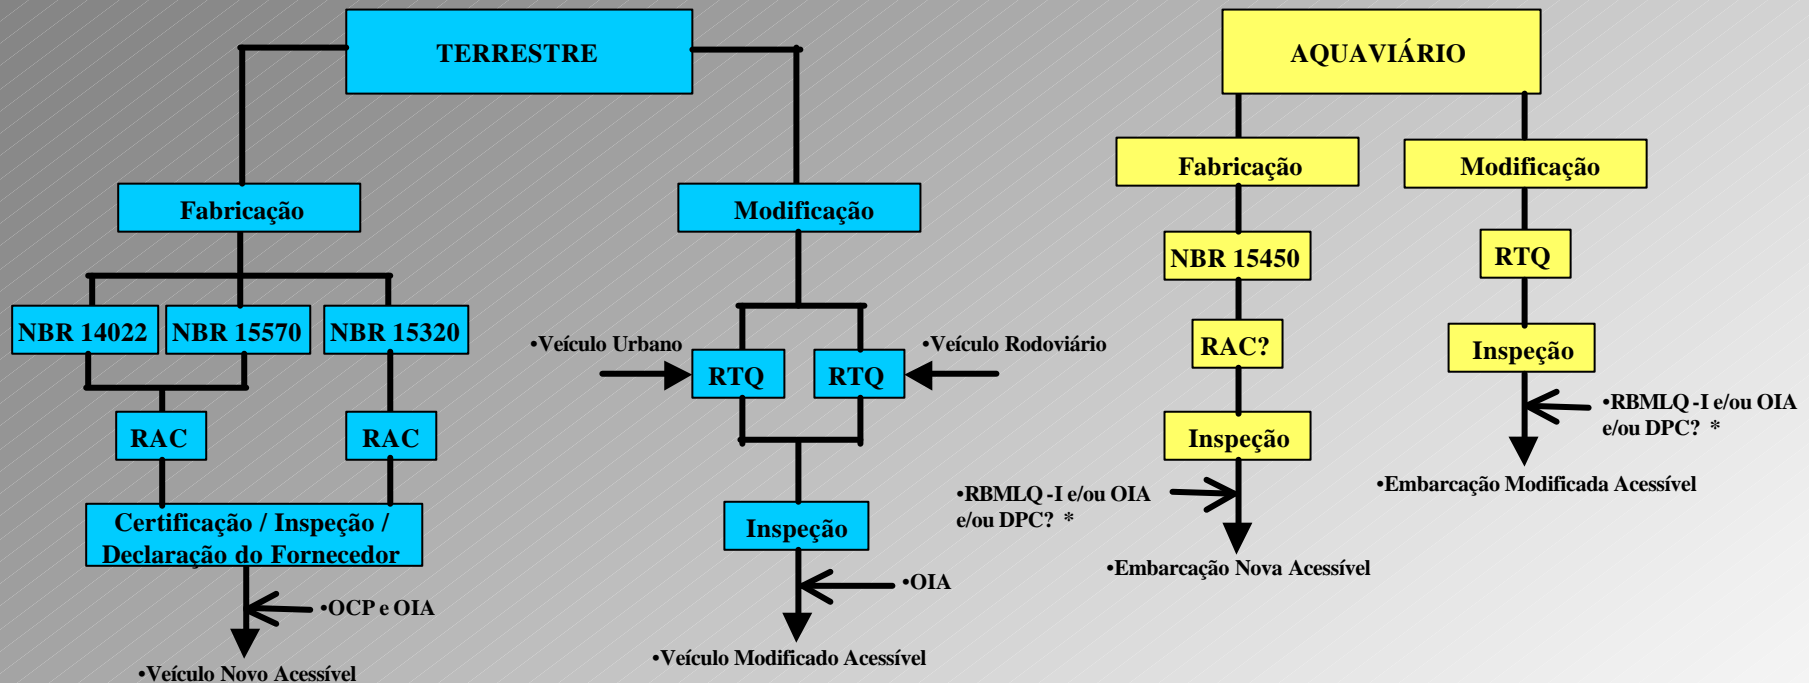 TERRESTRE
Fabricação
Modificação
NBR 14022
NBR 15570
NBR 15320
•Veículo Urbano
RTQ
RTQ
•Veículo Rodoviário
RAC
RAC
Certificação / Inspeção /
Declaração do Fornecedor
Inspeção
•OCP e OIA
•OIA
•Veículo Novo Acessível
•Veículo Modificado Acessível
AQUAVIÁRIO
Fabricação
Modificação
NBR 15450
RTQ
RAC?
Inspeção
Inspeção
•RBMLQ -I e/ou OIA
e/ou DPC? *
•RBMLQ -I e/ou OIA
e/ou DPC? *
•Embarcação Nova Acessível
•Embarcação Modificada Acessível